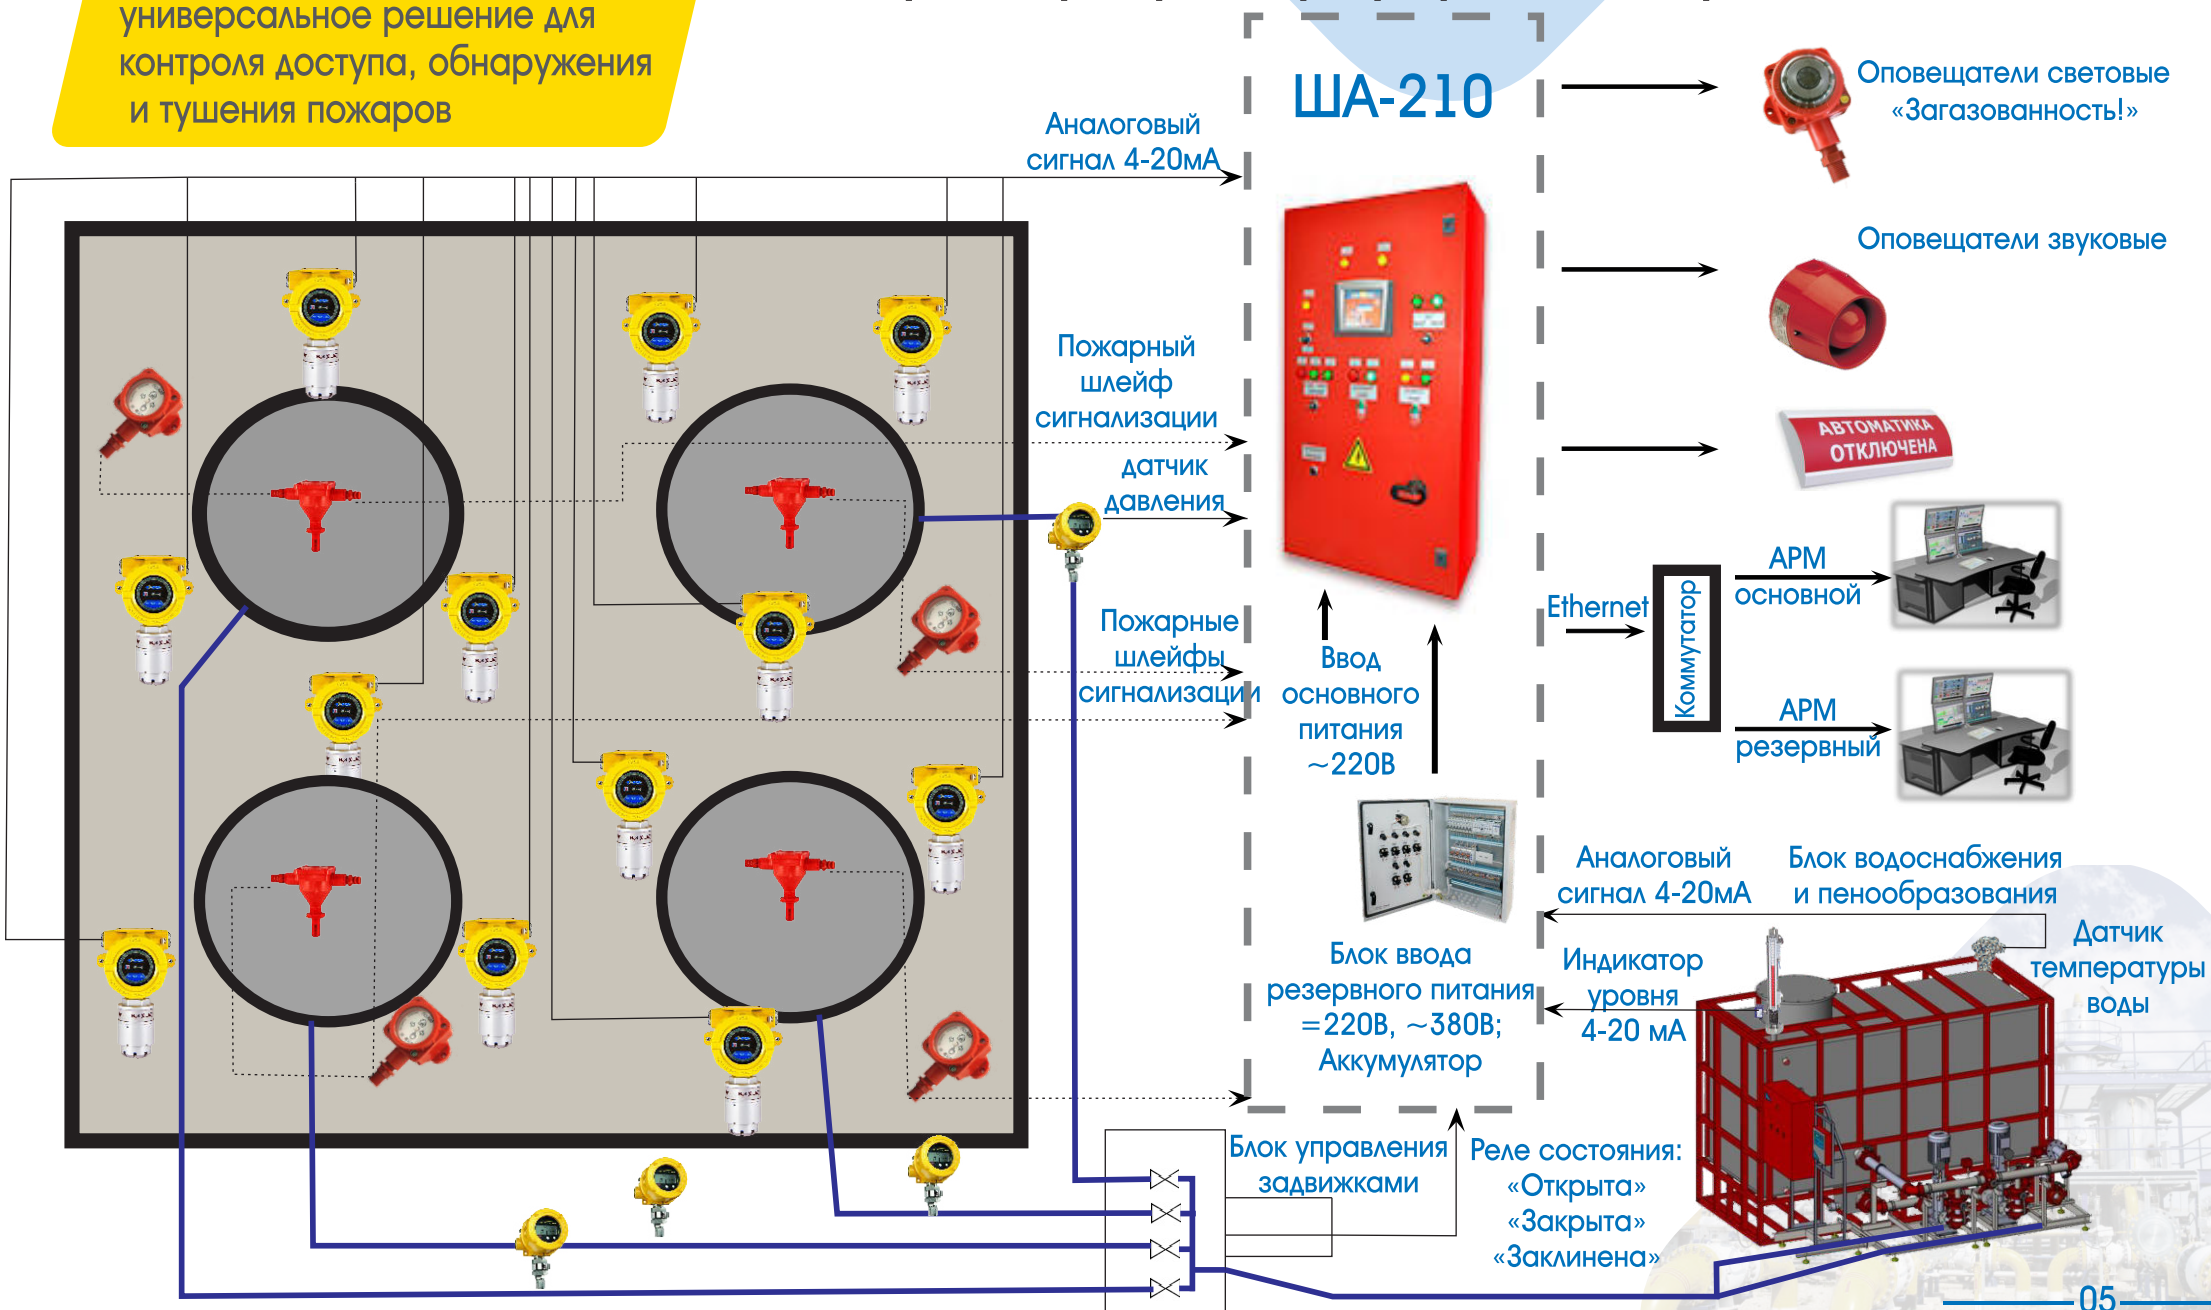 универсальное решение для
контроля доступа, обнаружения
и тушения пожаров
ША-210
Аналоговый
сигнал 4-20мА
Пожарный
шлейф
сигнализации
датчик
давления
Пожарные
шлейфы
сигнализации
Ввод
основного
питания
~220В
Блок ввода
резервного питания
=220В, ~380В;
Аккумулятор
Оповещатели световые
«Загазованность!»
Оповещатели звуковые
АВТОМАТИКА
ОТКЛЮЧЕНА
Ethernet
Коммутатор
АРМ
основной
АРМ
резервный
Аналоговый
сигнал 4-20мА
Блок водоснабжения
и пенообразования
Датчик
температуры
воды
Индикатор
уровня
4-20 мА
Блок управления
задвижками
Реле состояния:
«Открыта»
«Закрыта»
«Заклинена»
05